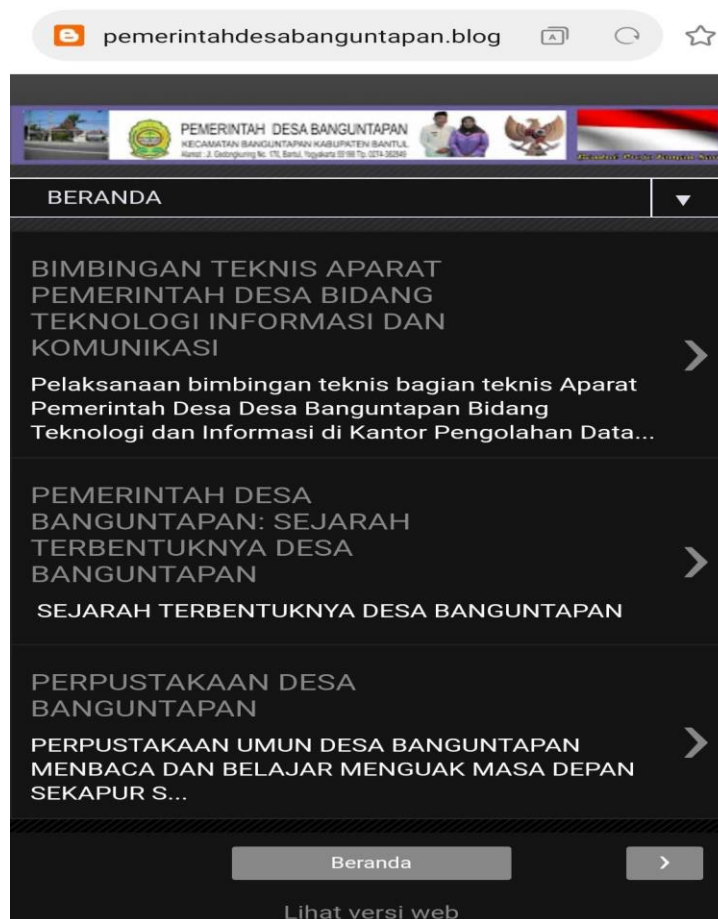 pemerintahdesabanguntapan.blog
PEMERINTAH DESA BANGUNTAPAN
KECAMATAN BANGUNTAPAN KABUPATEN BANTUL
BERANDA
BIMBINGAN TEKNIS APARAT
PEMERINTAH DESA BIDANG
TEKNOLOGI INFORMASI DAN
KOMUNIKASI
Pelaksanaan bimbingan teknis bagian teknis Aparat
Pemerintah Desa Desa Banguntapan Bidang
Teknologi dan Informasi di Kantor Pengolahan Data...
PEMERINTAH DESA
BANGUNTAPAN: SEJARAH
TERBENTUKNYA DESA
BANGUNTAPAN
SEJARAH TERBENTUKNYA DESA BANGUNTAPAN
PERPUSTAKAAN DESA
BANGUNTAPAN
PERPUSTAKAAN UMUN DESA BANGUNTAPAN
MENBACA DAN BELAJAR MENGUAK MASA DEPAN
SEKAPUR S...
Beranda
Lihat versi web